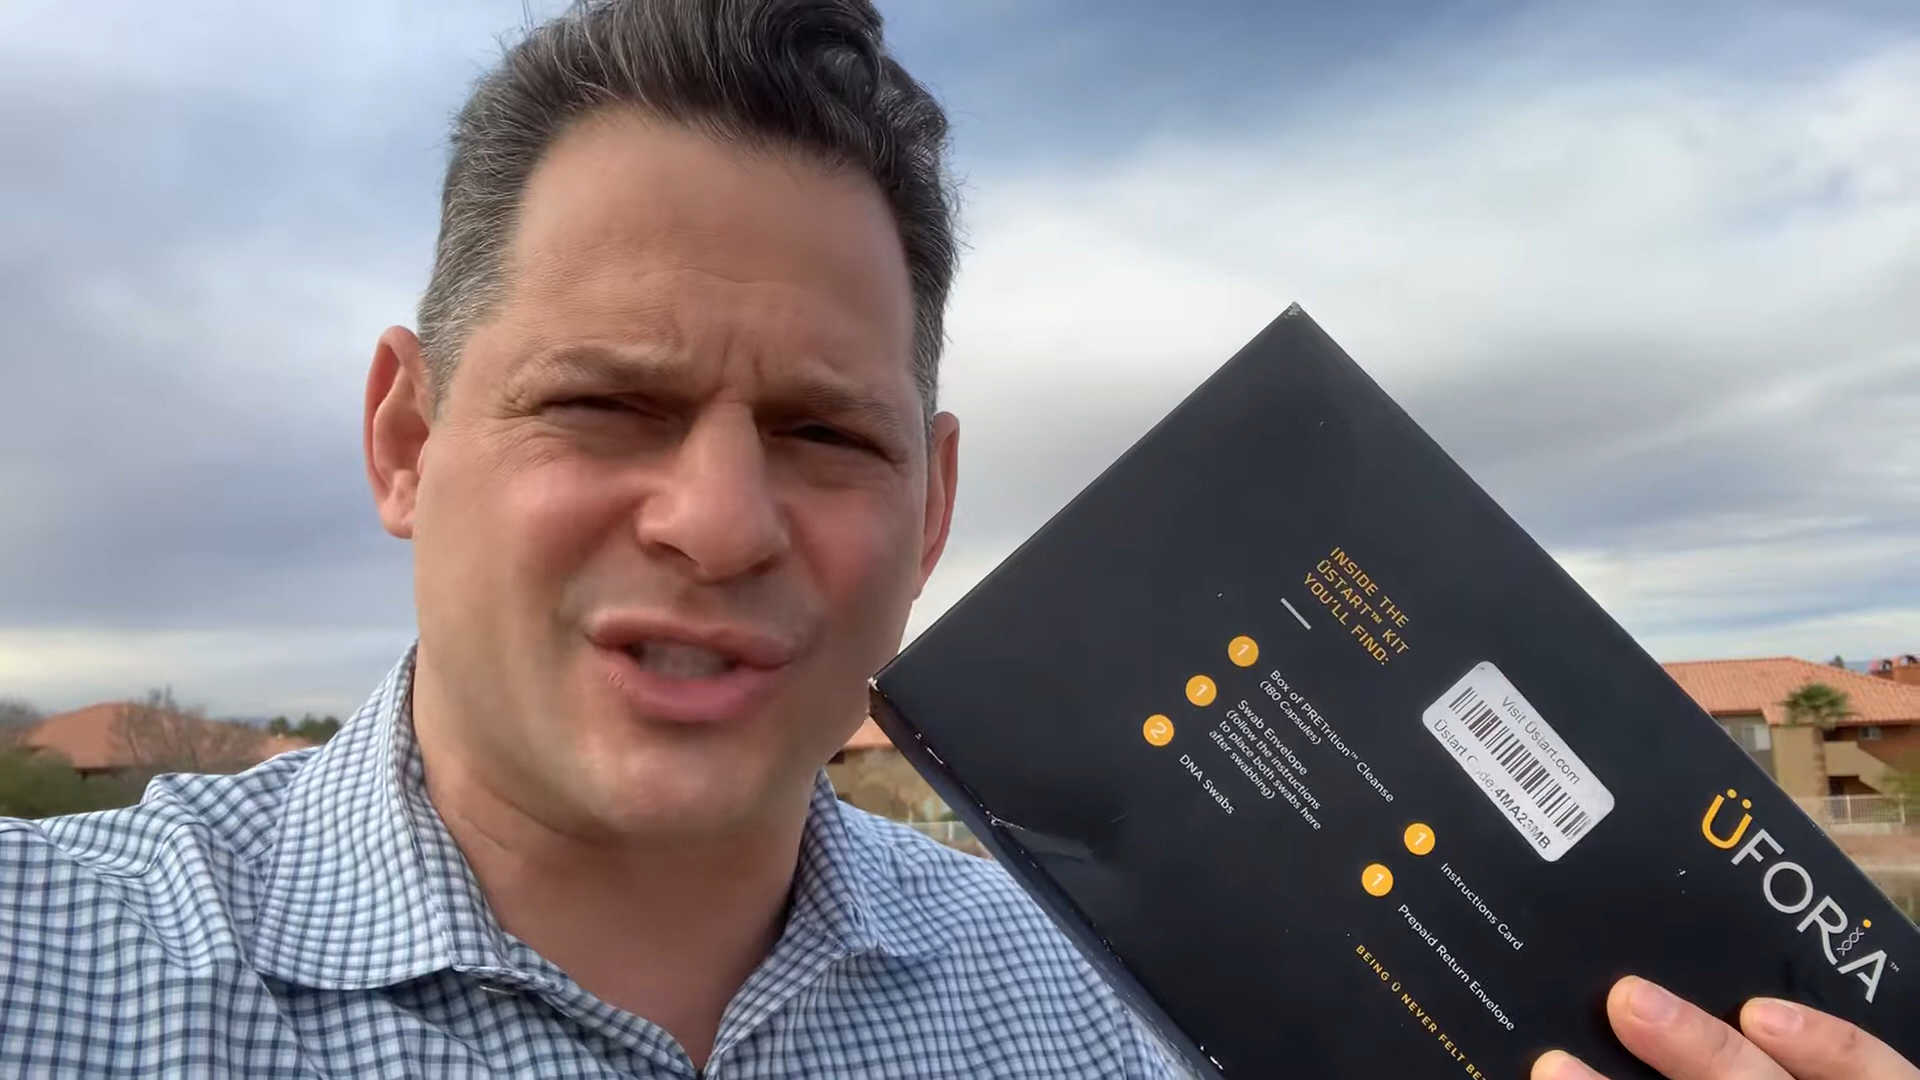 INSIDE THE
ÜSTART™ KIT
YOU'LL FIND:
1
Box of PRETrition™ Cleanse
(180 Capsules)
1
Swab Envelope
(follow the instructions
to place both swabs here
after swabbing)
2
DNA Swabs
1
Instructions Card
1
Prepaid Return Envelope
BEING Ü NEVER FELT
Visit Üstart.com
Üstart Code:4MA23MB
ÜFORIA™